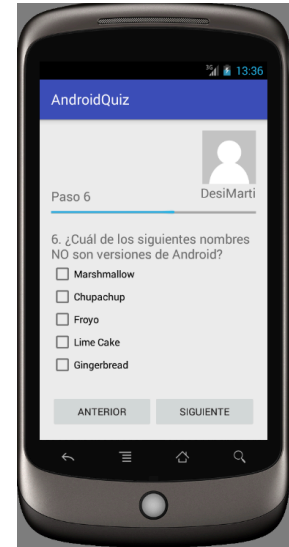 3G 13:36
AndroidQuiz
Paso 6
DesiMarti
6. ¿Cuál de los siguientes nombres
NO son versiones de Android?
Marshmallow
Chupachup
Froyo
Lime Cake
Gingerbread
ANTERIOR SIGUIENTE